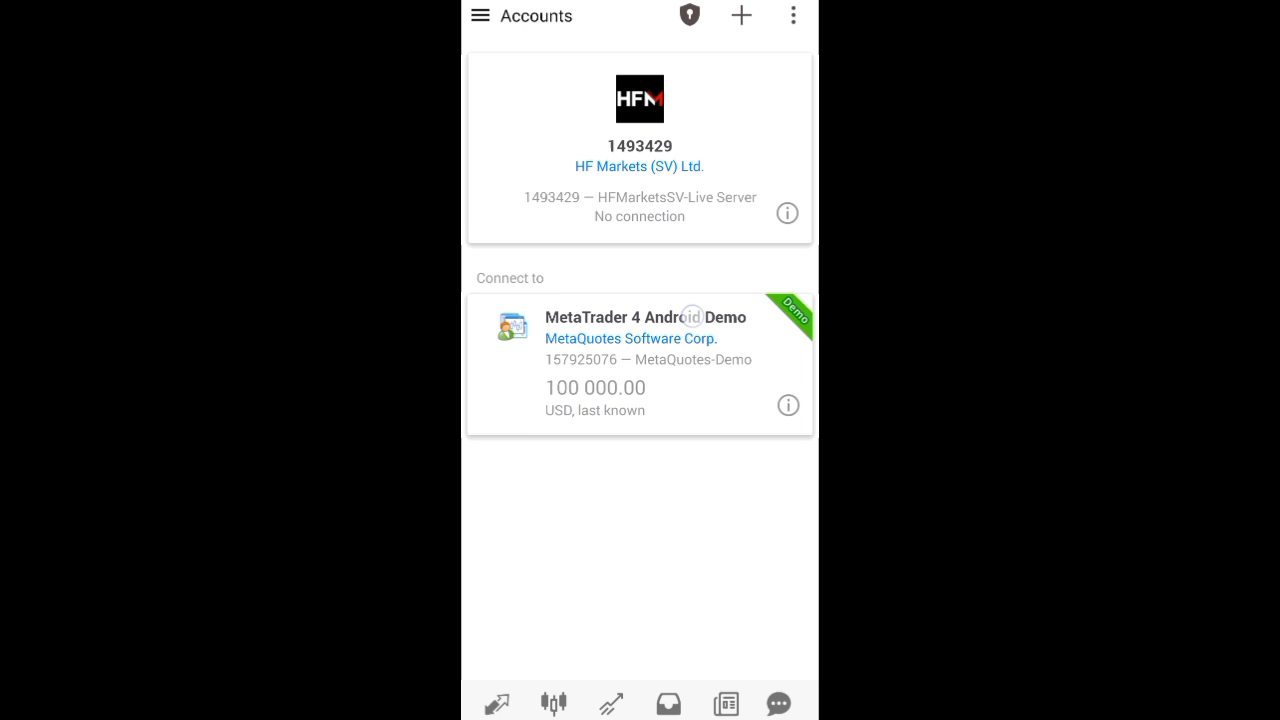 Accounts
HFM
1493429
HF Markets (SV) Ltd.
1493429 — HFMarketsSV-Live Server
No connection
Connect to
MetaTrader 4 Android Demo
Demo
MetaQuotes Software Corp.
157925076 — MetaQuotes-Demo
100 000.00
USD, last known